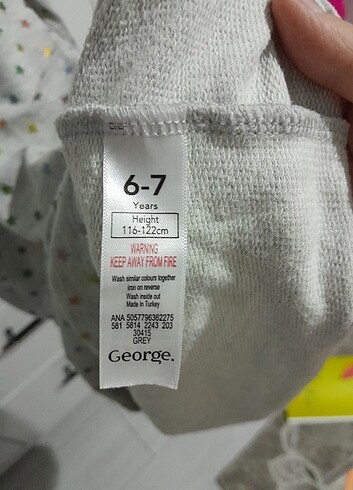 6-7
Years
Height
116-122cm
WARNING
KEEP AWAY FROM FIRE
Wash similar colours together
iron on reverse
Wash inside out
Made In Turkey
ANA 5057796362275
581 5814 2243 203
30415
GREY
George.